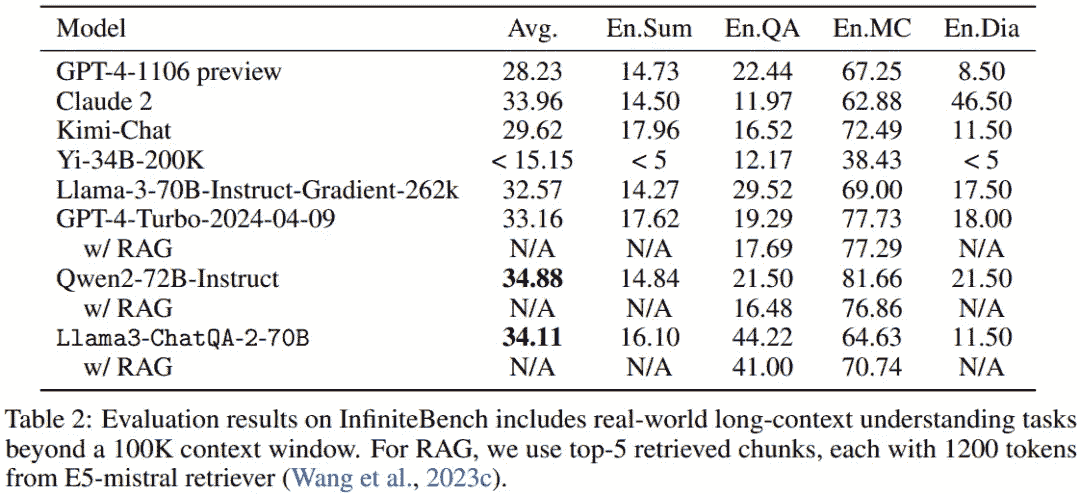 Model Avg. En.Sum En.QA En.MC En.Dia
GPT-4-1106 preview 28.23 14.73 22.44 67.25 8.50
Claude 2 33.96 14.50 11.97 62.88 46.50
Kimi-Chat 29.62 17.96 16.52 72.49 11.50
Yi-34B-200K < 15.15 < 5 12.17 38.43 < 5
Llama-3-70B-Instruct-Gradient-262k 32.57 14.27 29.52 69.00 17.50
GPT-4-Turbo-2024-04-09 33.16 17.62 19.29 77.73 18.00
w/ RAG N/A N/A 17.69 77.29 N/A
Qwen2-72B-Instruct 34.88 14.84 21.50 81.66 21.50
w/ RAG N/A N/A 16.48 76.86 N/A
Llama3-ChatQA-2-70B 34.11 16.10 44.22 64.63 11.50
w/ RAG N/A N/A 41.00 70.74 N/A
Table 2: Evaluation results on InfiniteBench includes real-world long-context understanding tasks
beyond a 100K context window. For RAG, we use top-5 retrieved chunks, each with 1200 tokens
from E5-mistral retriever (Wang et al., 2023c).